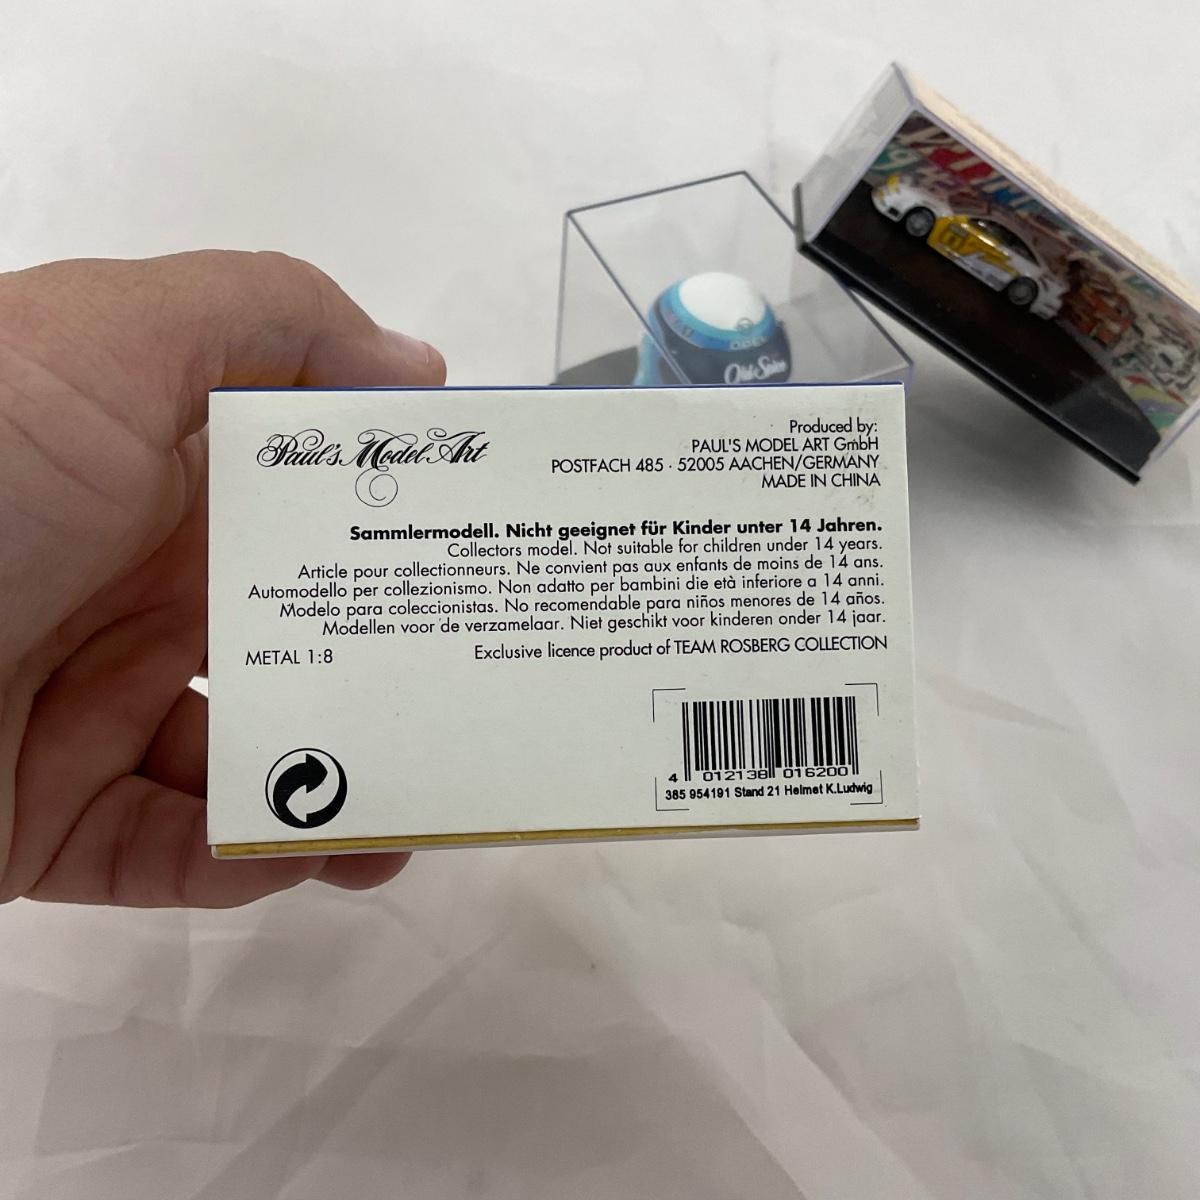 Old Spice
Paul's Model Art
Produced by:
PAUL'S MODEL ART GmbH
POSTFACH 485 · 52005 AACHEN/GERMANY
MADE IN CHINA
Sammlermodell. Nicht geeignet für Kinder unter 14 Jahren.
Collectors model. Not suitable for children under 14 years.
Article pour collectionneurs. Ne convient pas aux enfants de moins de 14 ans.
Automodello per collezionismo. Non adatto per bambini die età inferiore a 14 anni.
Modelo para coleccionistas. No recomendable para niños menores de 14 años.
Modellen voor de verzamelaar. Niet geschikt voor kinderen onder 14 jaar.
METAL 1:8
Exclusive licence product of TEAM ROSBERG COLLECTION
4 012138 016200
385 954191 Stand 21 Helmet K.Ludwig